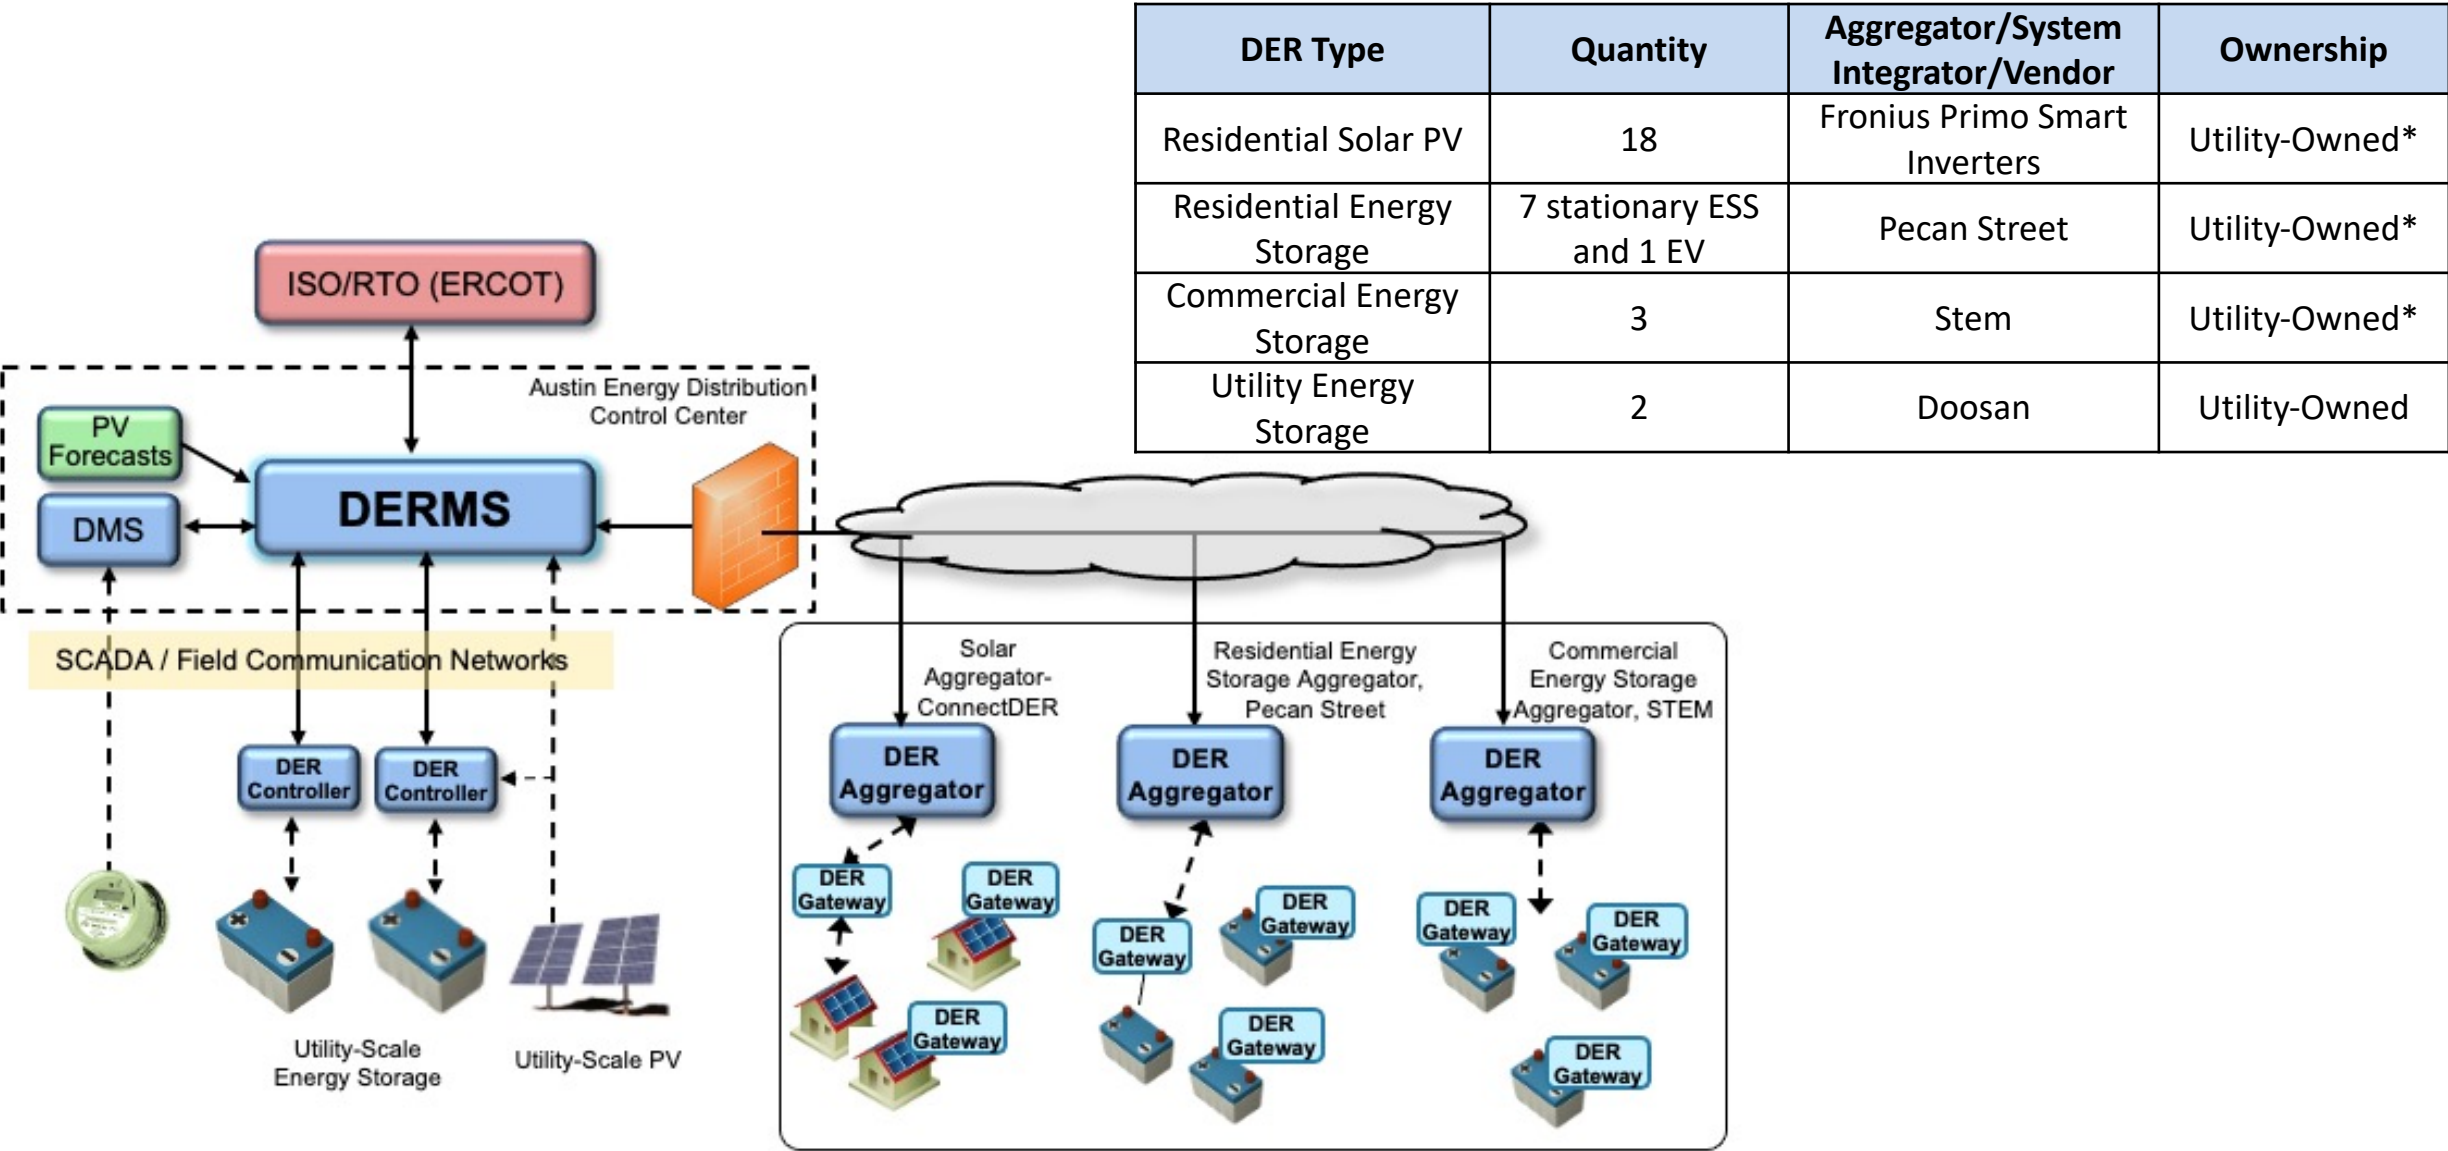 DER Type
Quantity
Aggregator/System
Integrator/Vendor
Ownership
Residential Solar PV
18
Fronius Primo Smart
Inverters
Utility-Owned*
Residential Energy
Storage
7 stationary ESS
and 1 EV
Pecan Street
Utility-Owned*
Commercial Energy
Storage
3
Stem
Utility-Owned*
Utility Energy
Storage
2
Doosan
Utility-Owned
ISO/RTO (ERCOT)
Austin Energy Distribution
Control Center
PV
Forecasts
DERMS
DMS
SCADA / Field Communication Networks
DER
Controller
DER
Controller
Utility-Scale
Energy Storage
Utility-Scale PV
Solar
Aggregator-
ConnectDER
Residential Energy
Storage Aggregator,
Pecan Street
Commercial
Energy Storage
Aggregator, STEM
DER
Aggregator
DER
Aggregator
DER
Aggregator
DER
Gateway
DER
Gateway
DER
Gateway
DER
Gateway
DER
Gateway
DER
Gateway
DER
Gateway
DER
Gateway
DER
Gateway